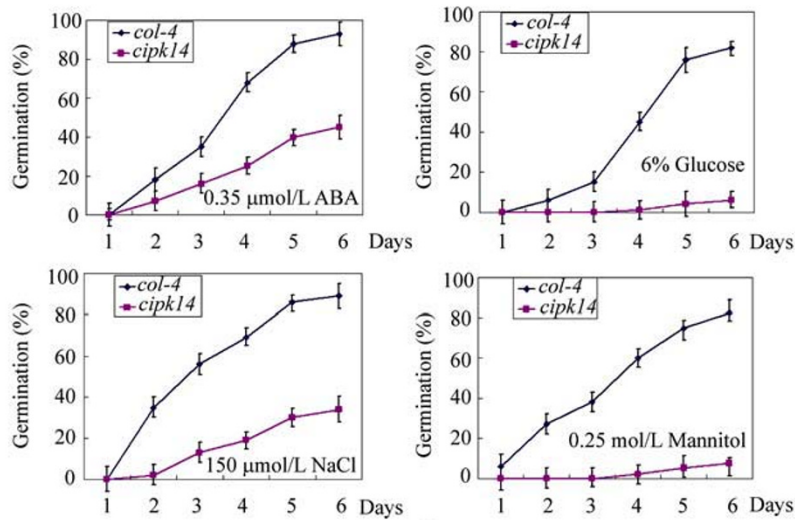 100
80
60
40
20
0
Germination (%)
col-4
cipk14
0.35 μmol/L ABA
1 2 3 4 5 6 Days
100
80
60
40
20
0
Germination (%)
col-4
cipk14
6% Glucose
1 2 3 4 5 6 Days
100
80
60
40
20
0
Germination (%)
col-4
cipk14
150 μmol/L NaCl
1 2 3 4 5 6 Days
100
80
60
40
20
0
Germination (%)
col-4
cipk14
0.25 mol/L Mannitol
1 2 3 4 5 6 Days